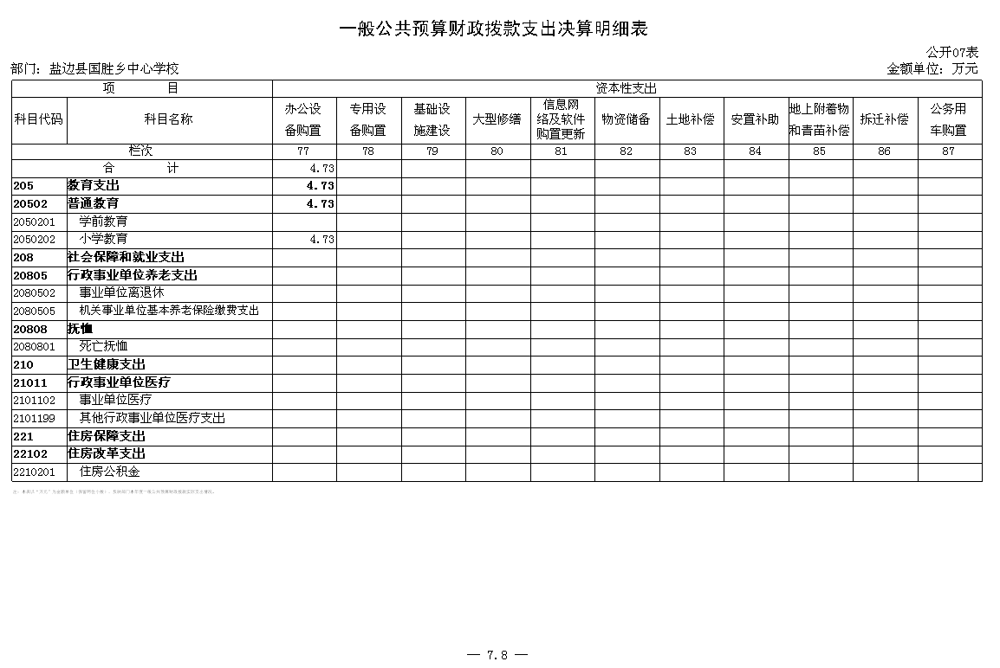 一般公共预算财政拨款支出决算明细表
公开07表
部门：盐边县国胜乡中心学校 金额单位：万元
项 目 资本性支出
科目代码 科目名称 办公设备购置 专用设备购置 基础设施建设 大型修缮 信息网络及软件购置更新 物资储备 土地补偿 安置补助 地上附着物和青苗补偿 拆迁补偿 公务用车购置
栏次 77 78 79 80 81 82 83 84 85 86 87
合 计 4.73
205 教育支出 4.73
20502 普通教育 4.73
2050201 学前教育
2050202 小学教育 4.73
208 社会保障和就业支出
20805 行政事业单位养老支出
2080502 事业单位离退休
2080505 机关事业单位基本养老保险缴费支出
20808 抚恤
2080801 死亡抚恤
210 卫生健康支出
21011 行政事业单位医疗
2101102 事业单位医疗
2101199 其他行政事业单位医疗支出
221 住房保障支出
22102 住房改革支出
2210201 住房公积金
— 7.8 —